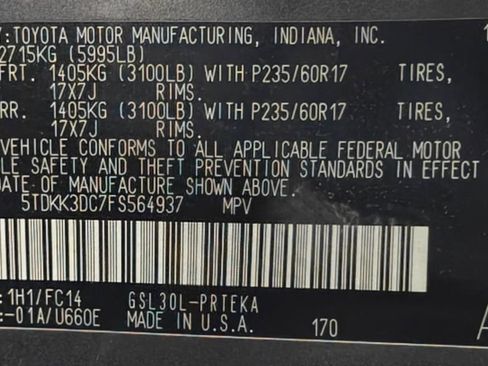 Y:TOYOTA MOTOR MANUFACTURING, INDIANA, INC.
2715KG (5995LB)
FRT. 1405KG (3100LB) WITH P235/60R17 TIRES,
17X7J RIMS.
RR. 1405KG (3100LB) WITH P235/60R17 TIRES,
17X7J RIMS.
VEHICLE CONFORMS TO ALL APPLICABLE FEDERAL MOTOR
LE SAFETY AND THEFT PREVENTION STANDARDS IN EFFECT
DATE OF MANUFACTURE SHOWN ABOVE.
5TDKK3DC7FS564937 MPV
:1H1/FC14 GSL30L-PRTEKA
:-01A/U660E MADE IN U.S.A. 170